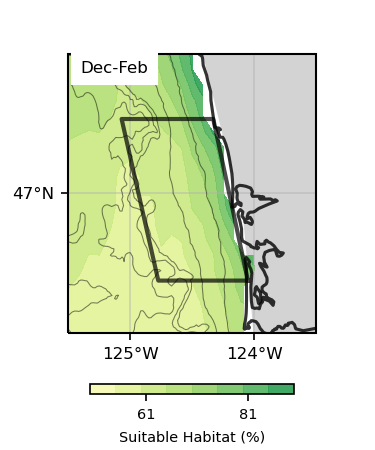 Dec-Feb
47°N
125°W 124°W
61 81
Suitable Habitat (%)